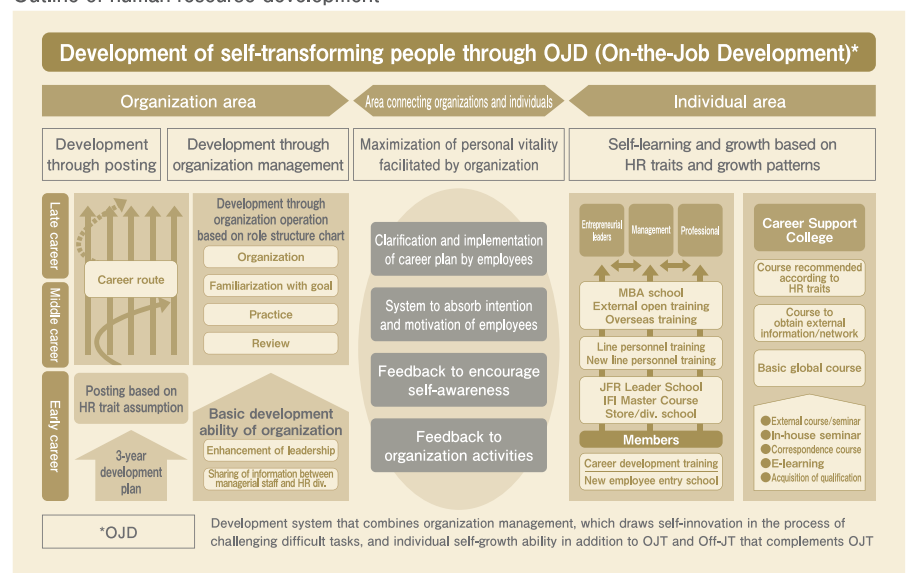 Outline of human resource development
Development of self-transforming people through OJD (On-the-Job Development)*
Organization area
Area connecting organizations and individuals
Individual area
Development
through posting
Development through
organization management
Maximization of personal vitality
facilitated by organization
Self-learning and growth based on
HR traits and growth patterns
Late career
Middle career
Early career
Career route
Posting based on
HR trait assumption
3-year
development
plan
Development through
organization operation
based on role structure chart
Organization
Familiarization with goal
Practice
Review
Basic development
ability of organization
Enhancement of leadership
Sharing of information between
managerial staff and HR div.
Clarification and implementation
of career plan by employees
System to absorb intention
and motivation of employees
Feedback to encourage
self-awareness
Feedback to
organization activities
Entrepreneurial
leaders
Management
Professional
MBA school
External open training
Overseas training
Line personnel training
New line personnel training
JFR Leader School
IFI Master Course
Store/div. school
Members
Career development training
New employee entry school
Career Support
College
Course recommended
according to
HR traits
Course to
obtain external
information/network
Basic global course
●External course/seminar
●In-house seminar
●Correspondence course
●E-learning
●Acquisition of qualification
*OJD
Development system that combines organization management, which draws self-innovation in the process of
challenging difficult tasks, and individual self-growth ability in addition to OJT and Off-JT that complements OJT